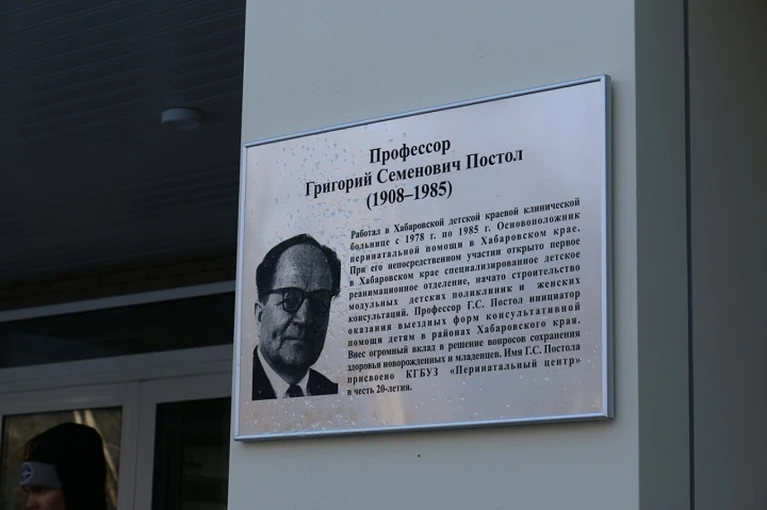 Профессор
Григорий Семенович Постол
(1908–1985)
Работал в Хабаровской детской краевой клинической
больнице с 1978 г. по 1985 г. Основоположник
перинатальной помощи в Хабаровском крае.
При его непосредственном участии открыто первое
в Хабаровском крае специализированное детское
реанимационное отделение, начато строительство
модульных детских поликлиник и женских
консультаций. Профессор Г.С. Постол инициатор
оказания выездных форм консультативной
помощи детям в районах Хабаровского края.
Внес огромный вклад в решение вопросов сохранения
здоровья новорожденных и младенцев. Имя Г.С. Постола
присвоено КГБУЗ «Перинатальный центр»
в честь 20-летия.